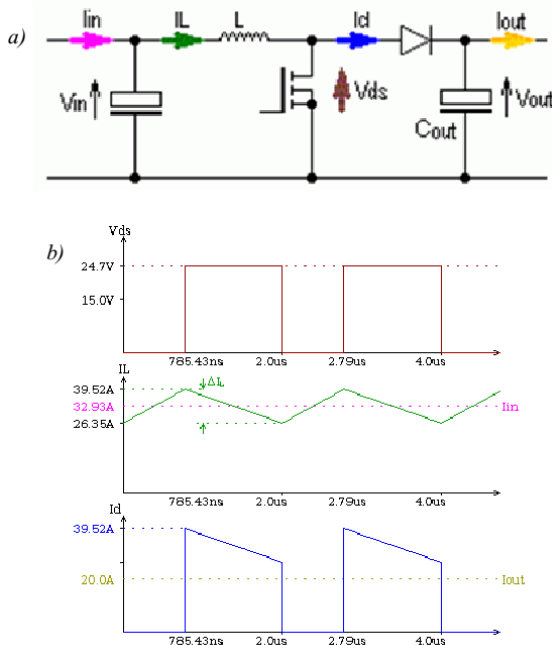 a)
Iin
IL
L
Id
Iout
Vin
Vds
Cout
Vout
b)
Vds
24.7V
15.0V
785.43ns
2.0us
2.79us
4.0us
IL
39.52A
ΔIL
32.93A
Iin
26.35A
785.43ns
2.0us
2.79us
4.0us
Id
39.52A
20.0A
Iout
785.43ns
2.0us
2.79us
4.0us